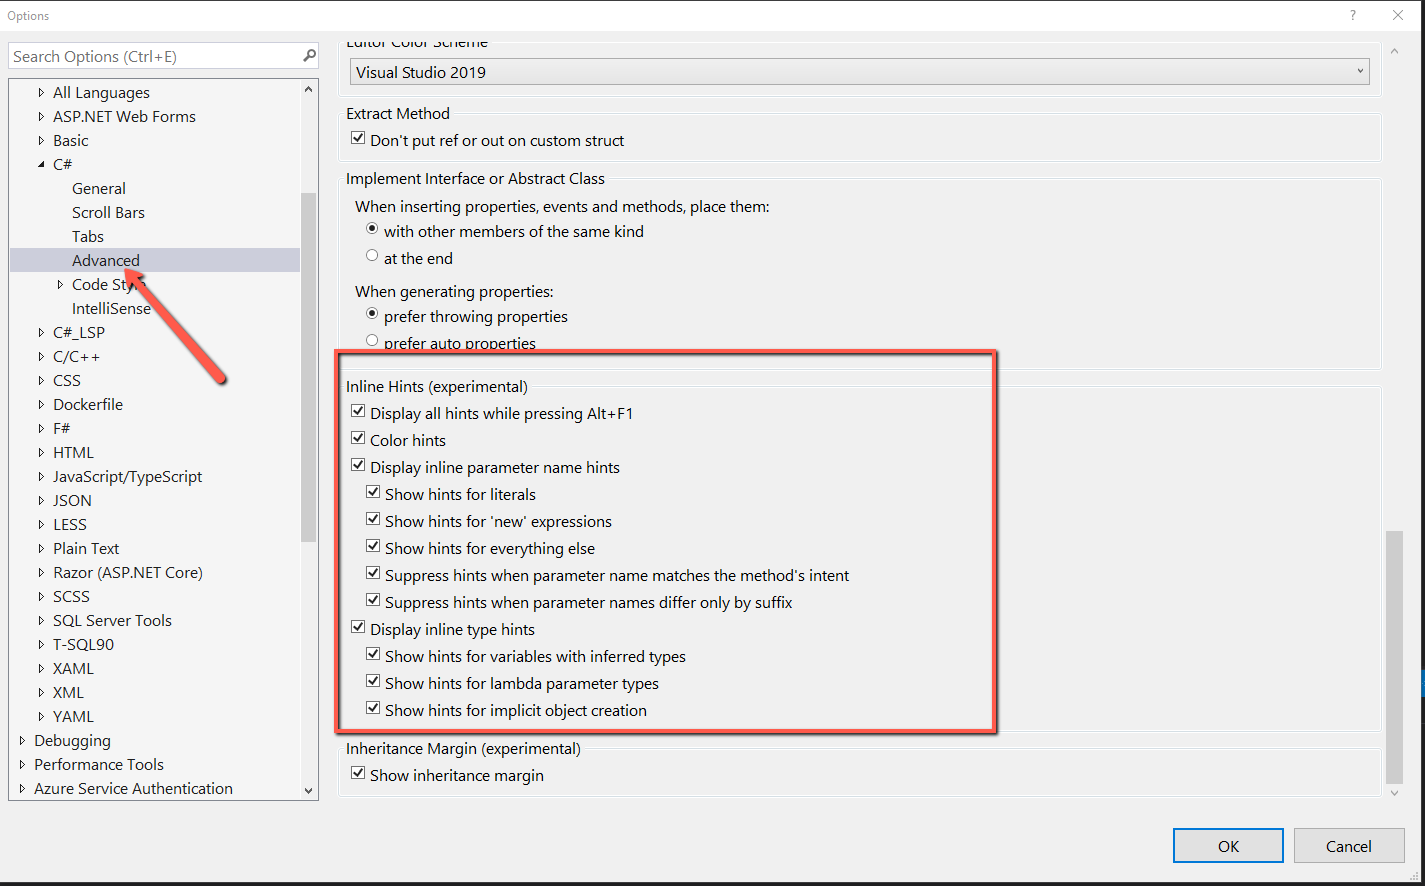 Options
?
Search Options (Ctrl+E)
All Languages
ASP.NET Web Forms
Basic
C#
General
Scroll Bars
Tabs
Advanced
Code Style
IntelliSense
C#_LSP
C/C++
CSS
Dockerfile
F#
HTML
JavaScript/TypeScript
JSON
LESS
Plain Text
Razor (ASP.NET Core)
SCSS
SQL Server Tools
T-SQL90
XAML
XML
YAML
Debugging
Performance Tools
Azure Service Authentication
Editor Color Scheme
Visual Studio 2019
Extract Method
Don't put ref or out on custom struct
Implement Interface or Abstract Class
When inserting properties, events and methods, place them:
with other members of the same kind
at the end
When generating properties:
prefer throwing properties
prefer auto properties
Inline Hints (experimental)
Display all hints while pressing Alt+F1
Color hints
Display inline parameter name hints
Show hints for literals
Show hints for 'new' expressions
Show hints for everything else
Suppress hints when parameter name matches the method's intent
Suppress hints when parameter names differ only by suffix
Display inline type hints
Show hints for variables with inferred types
Show hints for lambda parameter types
Show hints for implicit object creation
Inheritance Margin (experimental)
Show inheritance margin
OK
Cancel